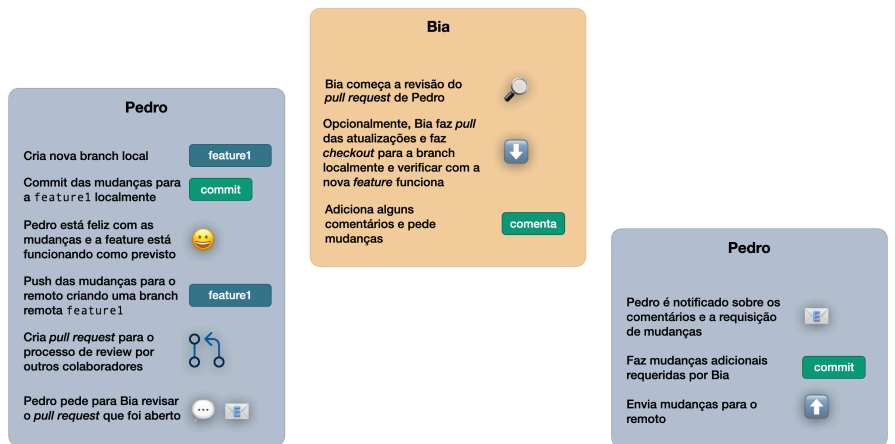 Pedro
Cria nova branch local
feature1
Commit das mudanças para
a feature1 localmente
commit
Pedro está feliz com as
mudanças e a feature está
funcionando como previsto
Push das mudanças para o
remoto criando uma branch
remota feature1
feature1
Cria pull request para o
processo de review por
outros colaboradores
Pedro pede para Bia revisar
o pull request que foi aberto
Bia
Bia começa a revisão do
pull request de Pedro
Opcionalmente, Bia faz pull
das atualizações e faz
checkout para a branch
localmente e verificar com a
nova feature funciona
Adiciona alguns
comentários e pede
mudanças
comenta
Pedro
Pedro é notificado sobre os
comentários e a requisição
de mudanças
Faz mudanças adicionais
requeridas por Bia
commit
Envia mudanças para o
remoto